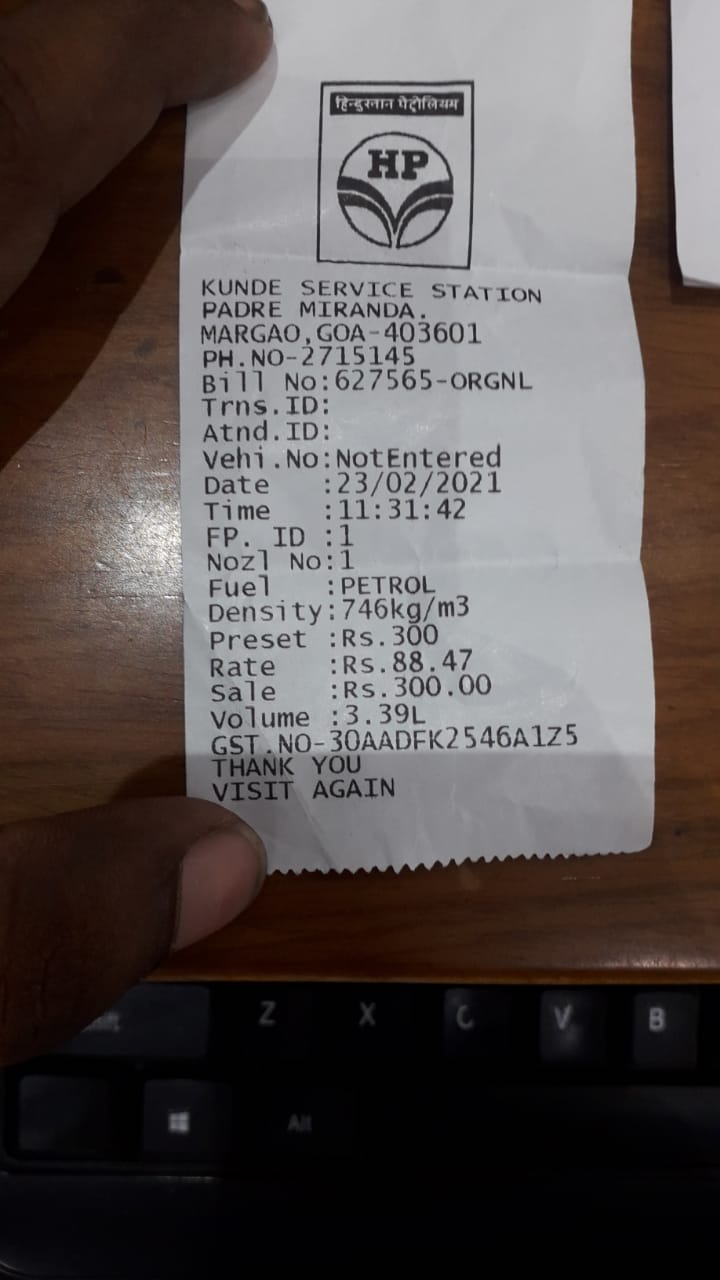 हिन्दुस्तान पेट्रोलियम
HP
KUNDE SERVICE STATION
PADRE MIRANDA.
MARGAO,GOA-403601
PH.NO-2715145
Bill No:627565-ORGNL
Trns.ID:
Atnd.ID:
Vehi.No:NotEntered
Date :23/02/2021
Time :11:31:42
FP. ID :1
Nozl No:1
Fuel :PETROL
Density:746kg/m3
Preset :Rs.300
Rate :Rs.88.47
Sale :Rs.300.00
Volume :3.39L
GST.NO-30AADFK2546A1Z5
THANK YOU
VISIT AGAIN
Z X C V B
Alt